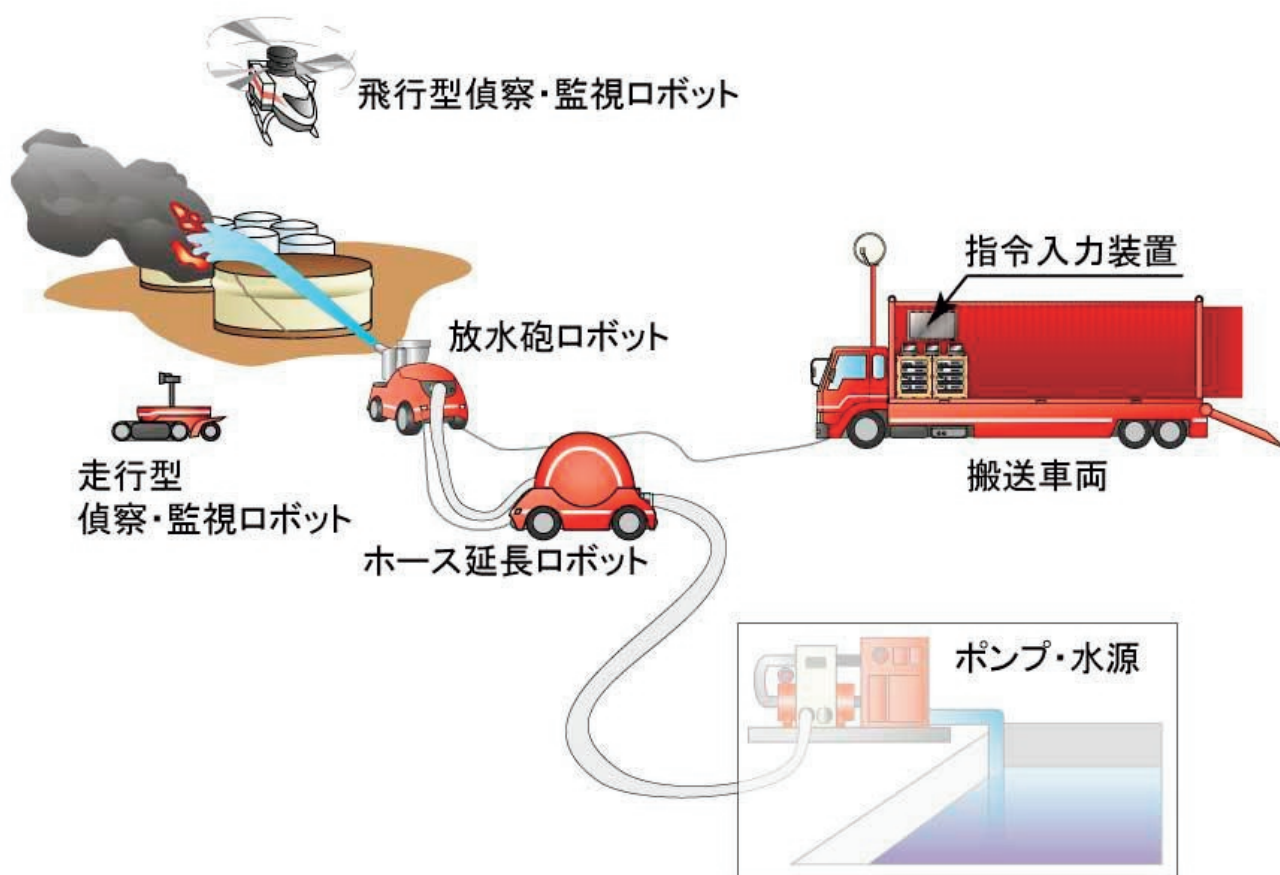 飛行型偵察・監視ロボット
指令入力装置
放水砲ロボット
搬送車両
走行型
偵察・監視ロボット
ホース延長ロボット
ポンプ・水源